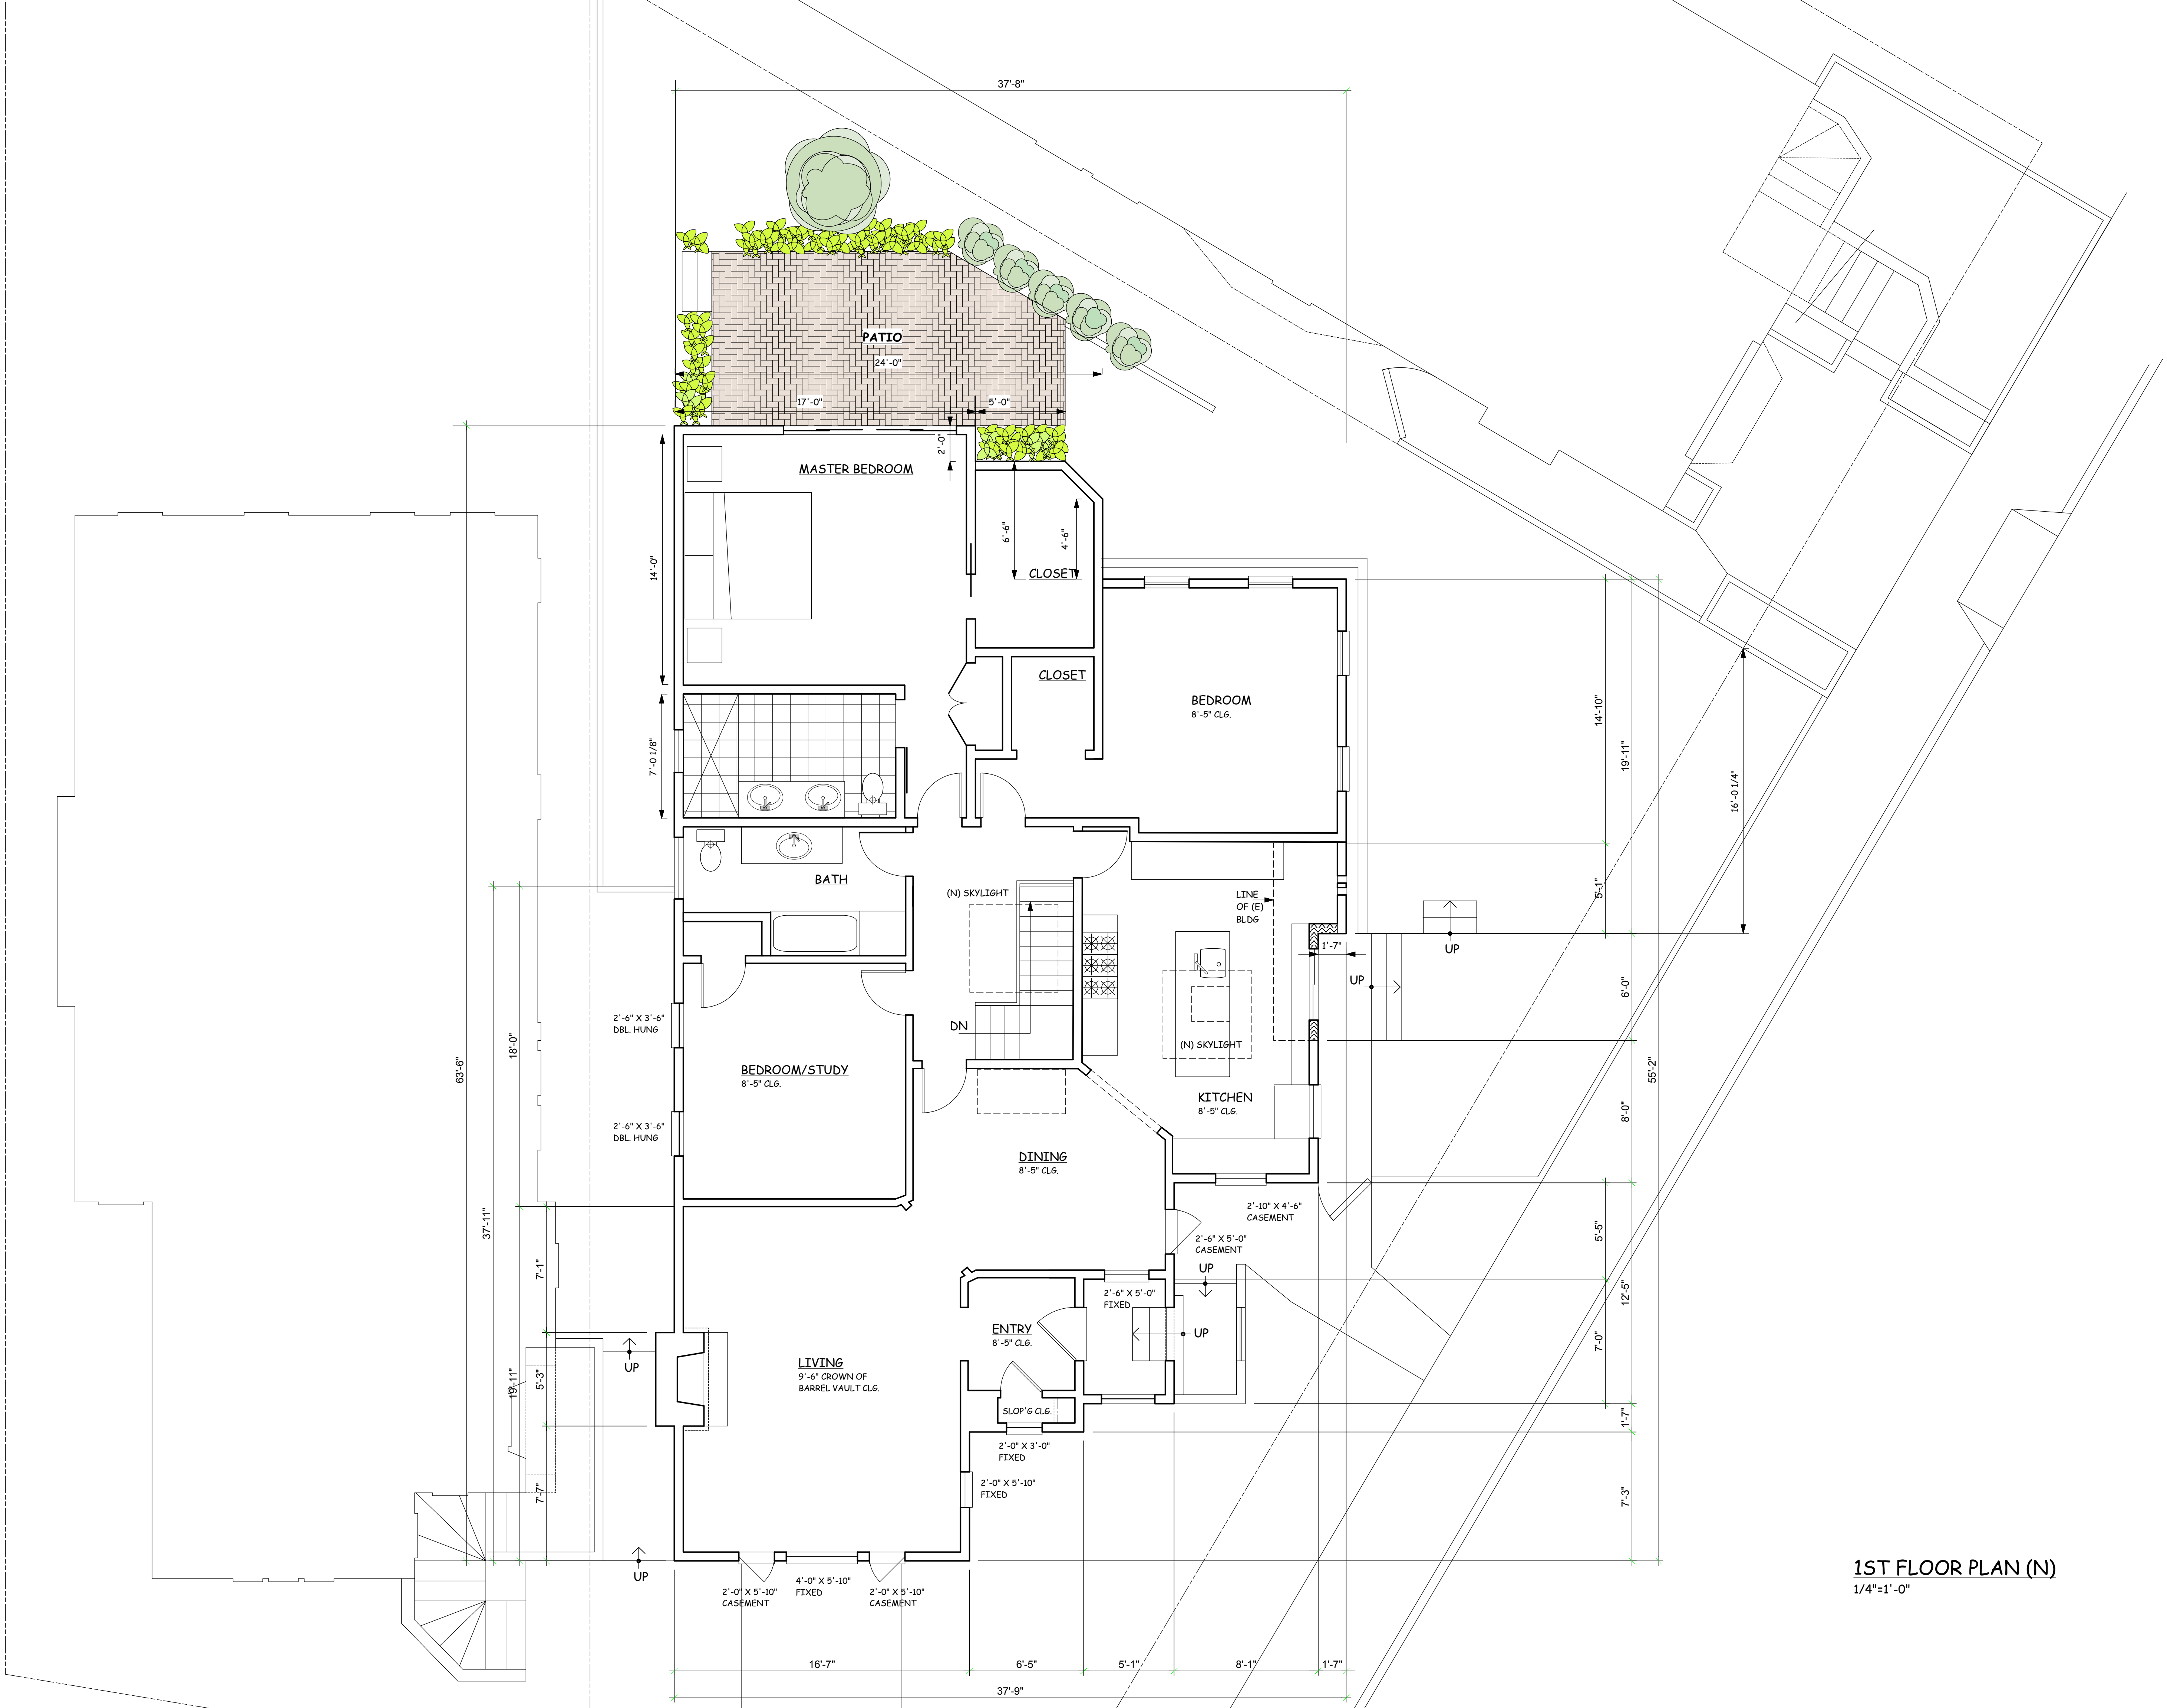 37'-8"
PATIO
24'-0"
17'-0"
5'-0"
2'-0"
MASTER BEDROOM
6'-6"
4'-6"
CLOSET
14'-0"
CLOSET
BEDROOM
8'-5" CLG.
14'-10"
19'-11"
16'-0 1/4"
7'-0 1/8"
BATH
(N) SKYLIGHT
LINE
OF (E)
BLDG
5'-1"
UP
1'-7"
UP
6'-0"
2'-6" X 3'-6"
DBL. HUNG
DN
(N) SKYLIGHT
18'-0"
63'-6"
BEDROOM/STUDY
8'-5" CLG.
55'-2"
KITCHEN
8'-5" CLG.
8'-0"
2'-6" X 3'-6"
DBL. HUNG
DINING
8'-5" CLG.
37'-11"
2'-10" X 4'-6"
CASEMENT
2'-6" X 5'-0"
CASEMENT
5'-5"
7'-1"
UP
2'-6" X 5'-0"
FIXED
12'-5"
ENTRY
8'-5" CLG.
UP
7'-0"
UP
LIVING
9'-6" CROWN OF
BARREL VAULT CLG.
19'-11"
5'-3"
SLOP'G CLG.
1'-7"
2'-0" X 3'-0"
FIXED
2'-0" X 5'-10"
FIXED
7'-7"
7'-3"
UP
2'-0" X 5'-10"
CASEMENT
4'-0" X 5'-10"
FIXED
2'-0" X 5'-10"
CASEMENT
1ST FLOOR PLAN (N)
1/4"=1'-0"
16'-7"
6'-5"
5'-1"
8'-1"
1'-7"
37'-9"